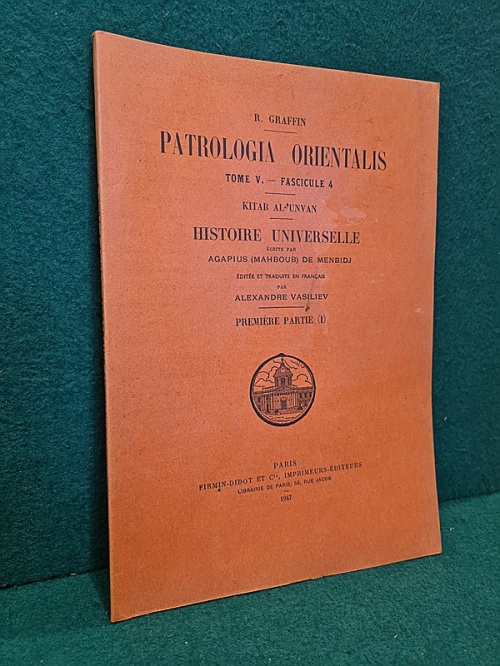 R. GRAFFIN
PATROLOGIA ORIENTALIS
TOME V. — FASCICULE 4
KITAB AL-ʿUNVAN
HISTOIRE UNIVERSELLE
ÉCRITE PAR
AGAPIUS (MAHBOUB) DE MENBIDJ
ÉDITÉE ET TRADUITE EN FRANÇAIS
PAR
ALEXANDRE VASILIEV
PREMIÈRE PARTIE (I)
PARIS
FIRMIN-DIDOT ET Cie, IMPRIMEURS-ÉDITEURS
LIBRAIRIE DE PARIS, 56, RUE JACOB
1947